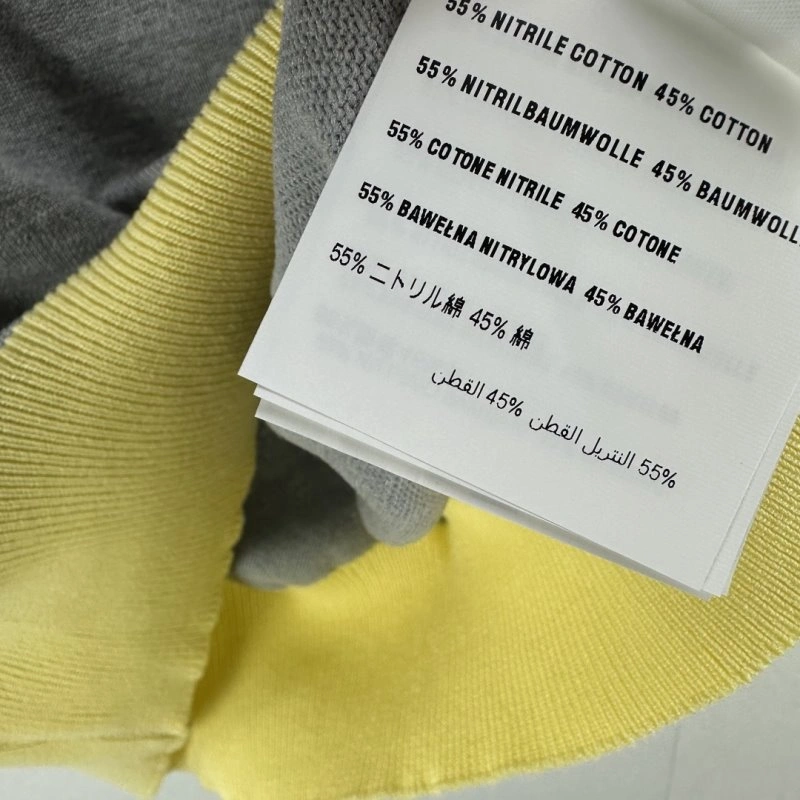 55% NITRILE COTTON 45% COTTON
55% NITRILBAUMWOLLE 45% BAUMWOLL
55% COTONE NITRILE 45% COTONE
55% BAWEŁNA NITRYLOWA 45% BAWEŁNA
55% ニトリル綿 45% 綿
55% النتريل القطن 45% القطن